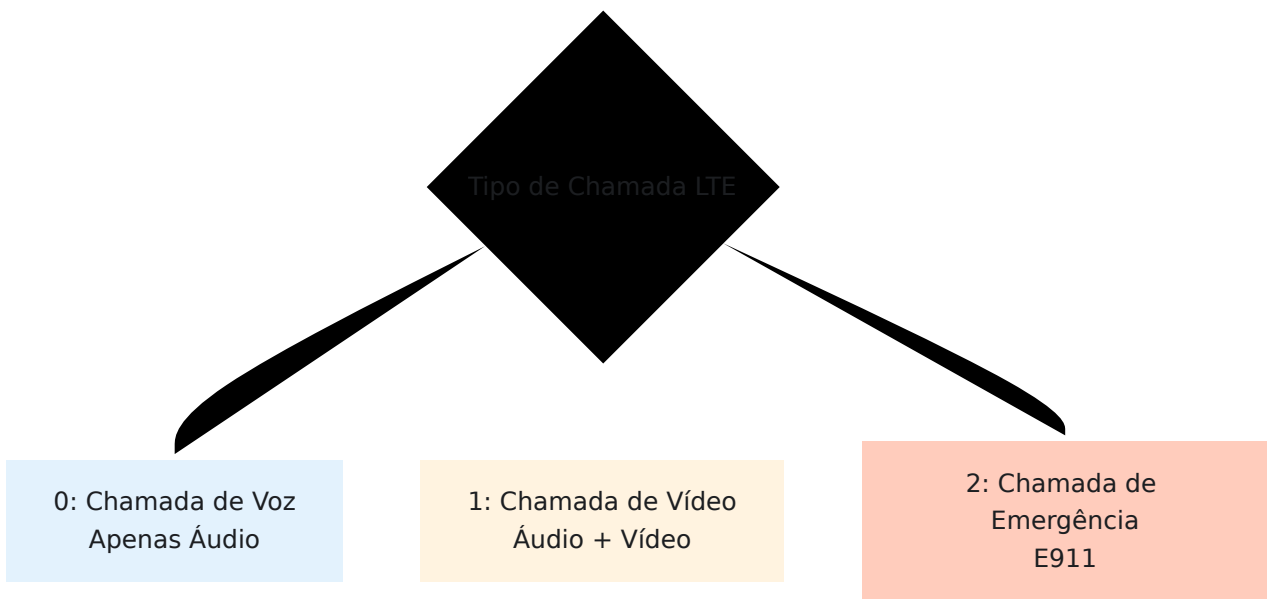 Tipo de Chamada LTE
0: Chamada de Voz
Apenas Áudio
1: Chamada de Vídeo
Áudio + Vídeo
2: Chamada de
Emergência
E911